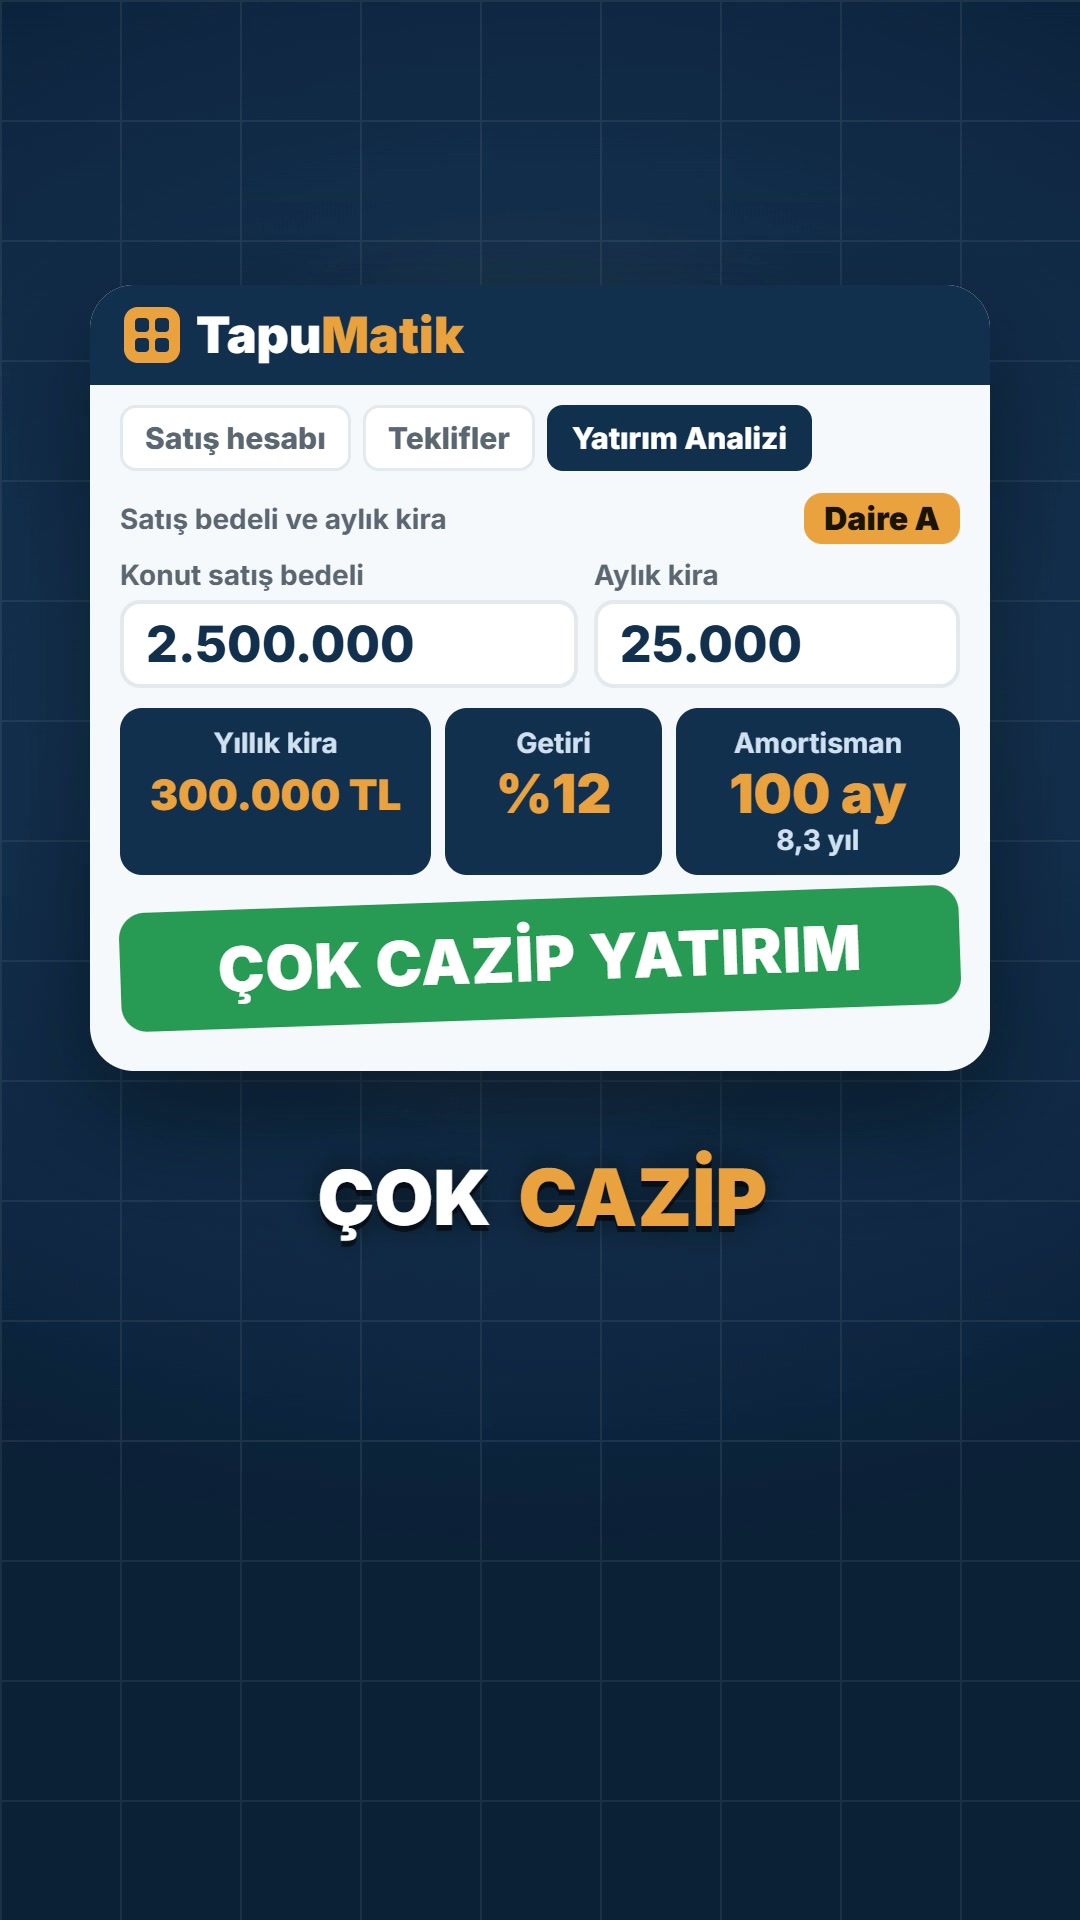 TapuMatik
Satış hesabı Teklifler Yatırım Analizi
Satış bedeli ve aylık kira Daire A
Konut satış bedeli Aylık kira
2.500.000 25.000
Yıllık kira Getiri Amortisman
300.000 TL %12 100 ay
8,3 yıl
ÇOK CAZİP YATIRIM
ÇOK CAZİP